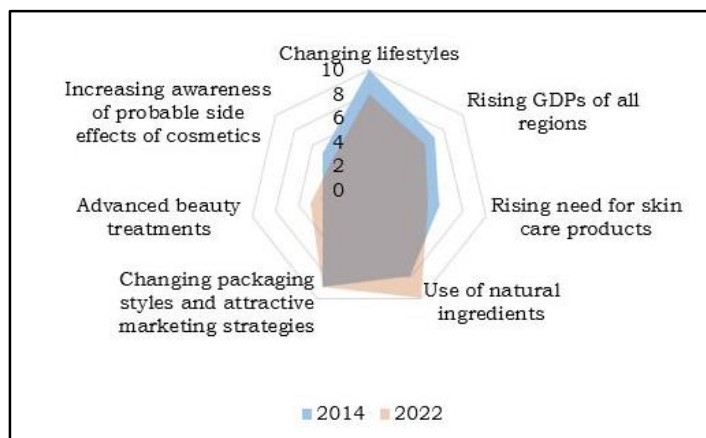 Changing lifestyles
10
8
6
4
2
0
Rising GDPs of all
regions
Rising need for skin
care products
Use of natural
ingredients
Changing packaging
styles and attractive
marketing strategies
Advanced beauty
treatments
Increasing awareness
of probable side
effects of cosmetics
2014 2022